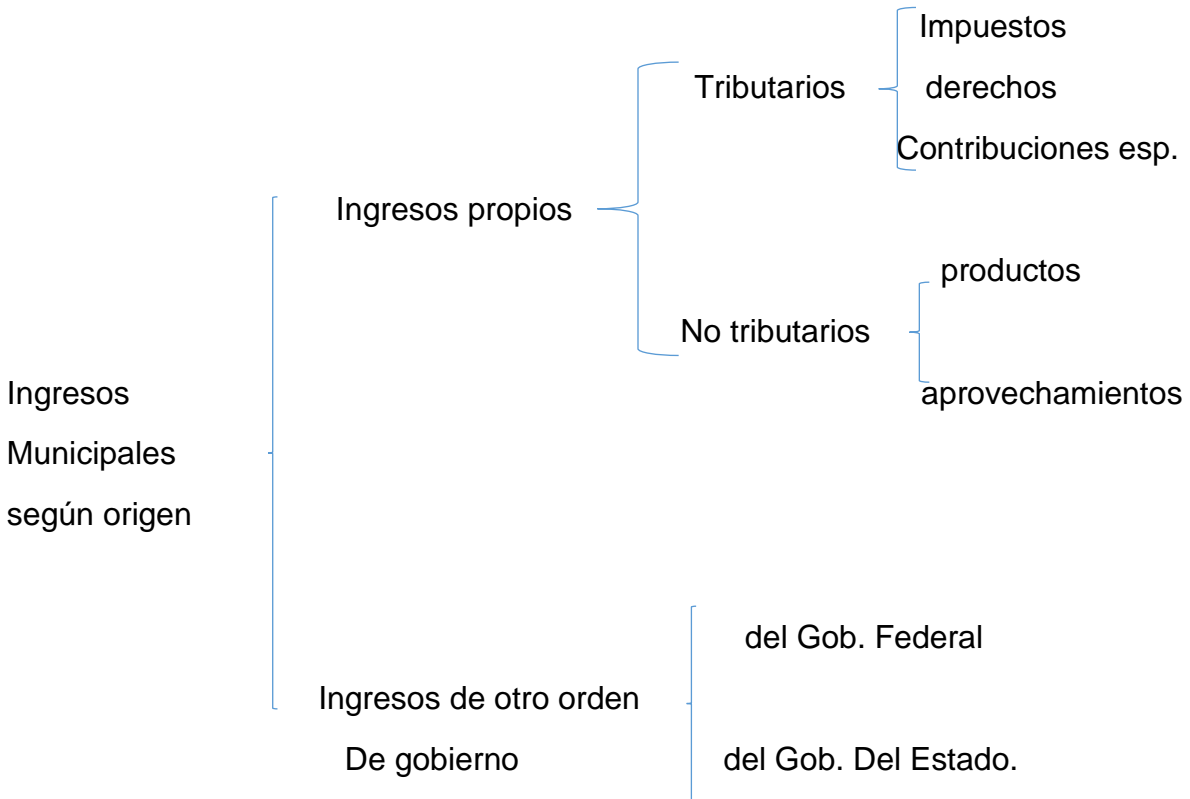 Impuestos
Tributarios derechos
Contribuciones esp.
Ingresos propios
productos
No tributarios
Ingresos aprovechamientos
Municipales
según origen
del Gob. Federal
Ingresos de otro orden
De gobierno del Gob. Del Estado.